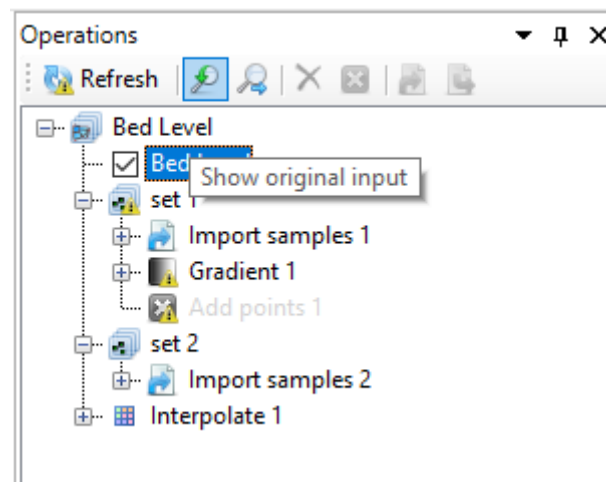 Operations
Refresh
Bed Level
Bed
Show original input
set 1
Import samples 1
Gradient 1
Add points 1
set 2
Import samples 2
Interpolate 1